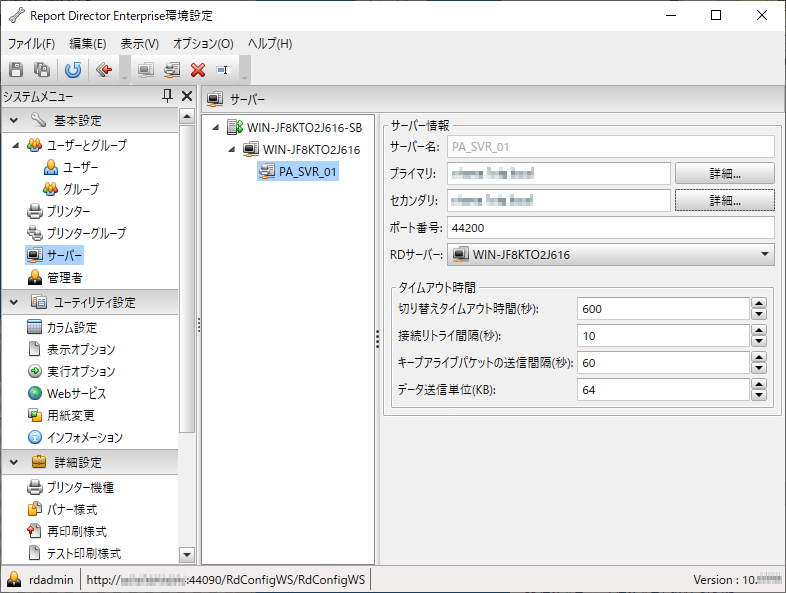 Report Director Enterprise環境設定
ファイル(F) 編集(E) 表示(V) オプション(O) ヘルプ(H)
システムメニュー
基本設定
ユーザーとグループ
ユーザー
グループ
プリンター
プリンターグループ
サーバー
管理者
ユーティリティ設定
カラム設定
表示オプション
実行オプション
Webサービス
用紙変更
インフォメーション
詳細設定
プリンター機種
バナー様式
再印刷様式
テスト印刷様式
サーバー
WIN-JF8KTO2J616-SB
WIN-JF8KTO2J616
PA_SVR_01
サーバー情報
サーバー名: PA_SVR_01
プライマリ: 詳細...
セカンダリ: 詳細...
ポート番号: 44200
RDサーバー: WIN-JF8KTO2J616
タイムアウト時間
切り替えタイムアウト時間(秒): 600
接続リトライ間隔(秒): 10
キープアライブパケットの送信間隔(秒): 60
データ送信単位(KB): 64
rdadmin http:// :44090/RdConfigWS/RdConfigWS Version : 10.